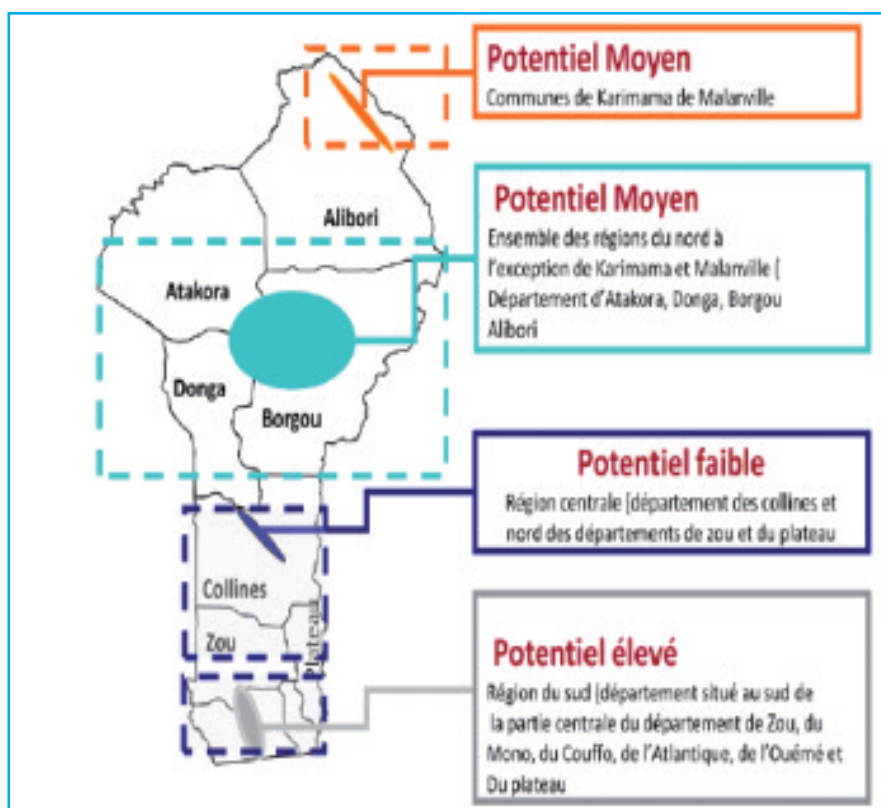 Potentiel Moyen
Communes de Karimama de Malanville
Potentiel Moyen
Ensemble des régions du nord à
l'exception de Karimama et Malanville (
Département d'Atakora, Donga, Borgou
Alibori
Potentiel faible
Région centrale (département des collines et
nord des départements de zou et du plateau
Potentiel élevé
Région du sud (département situé au sud de
la partie centrale du département de Zou, du
Mono, du Couffo, de l'Atlantique, de l'Ouémé et
Du plateau
Alibori
Atakora
Donga
Borgou
Collines
Zou
Plateau